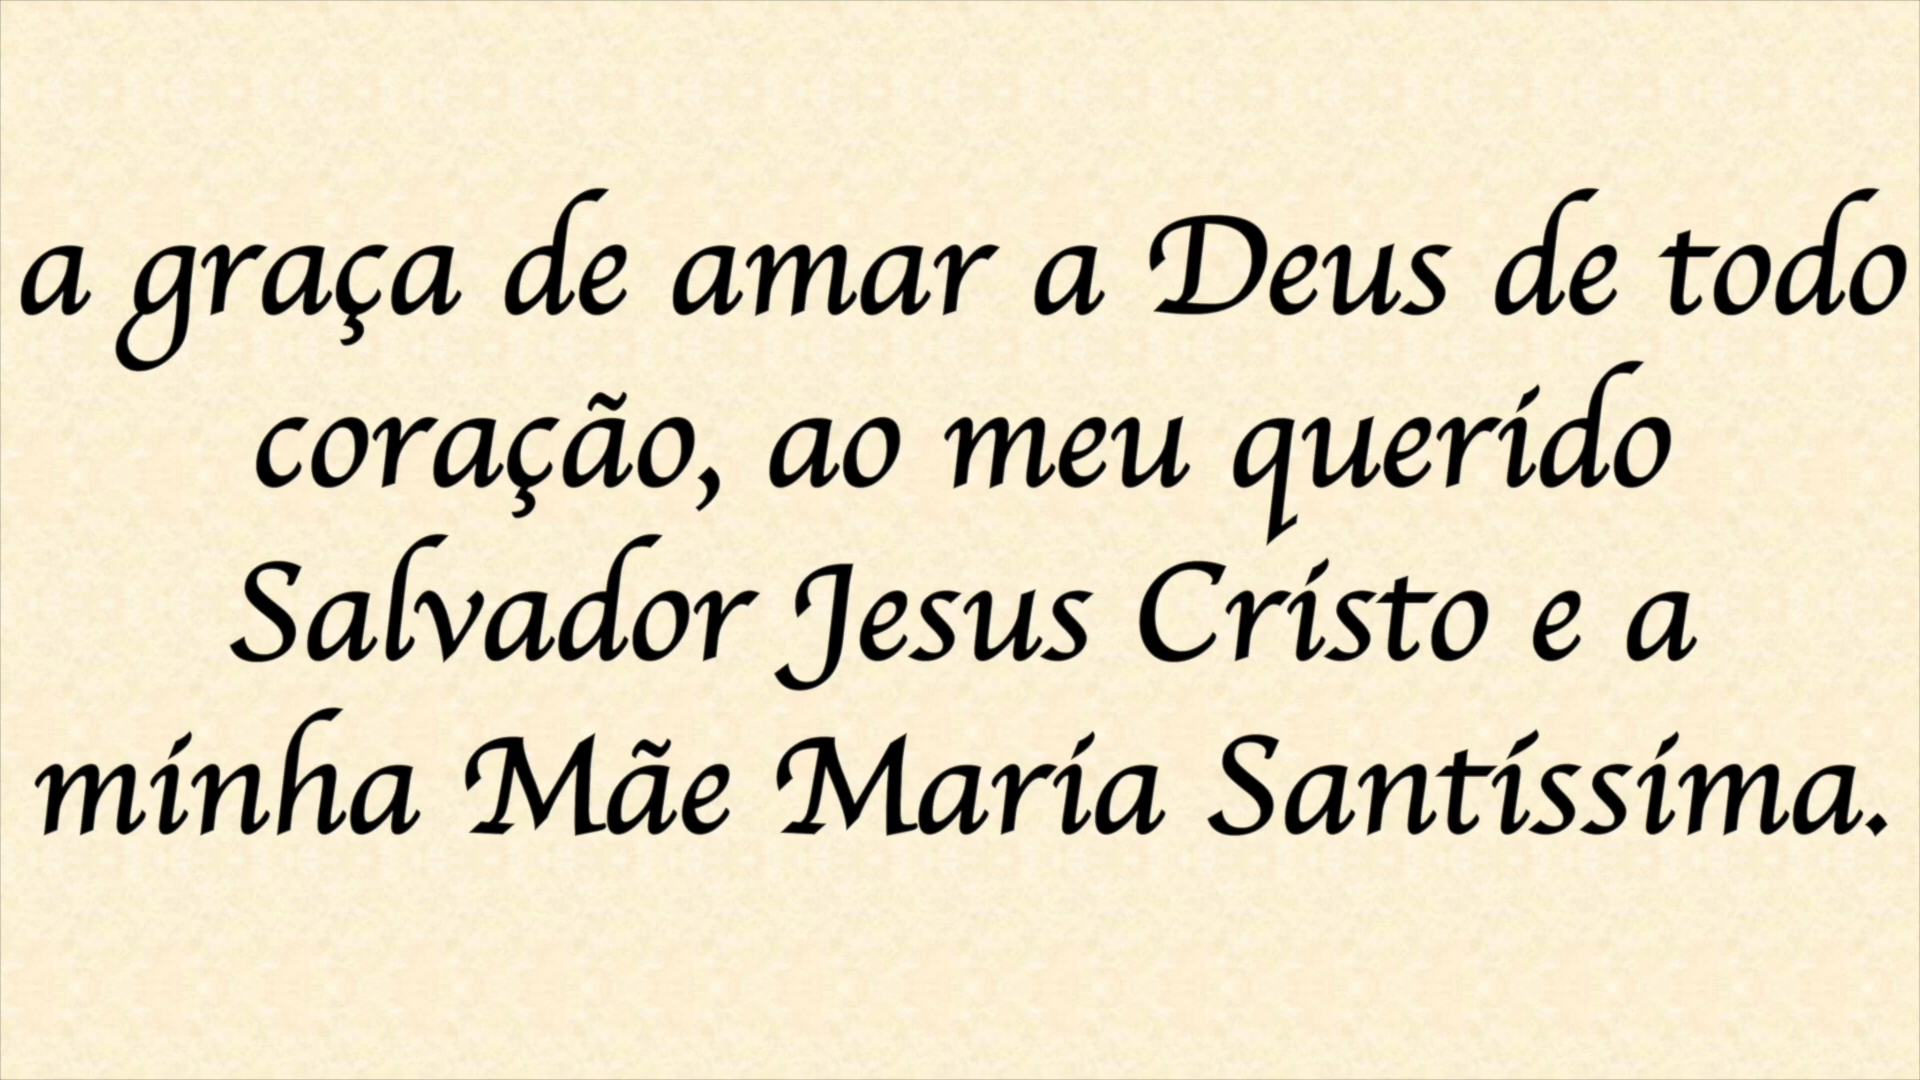 a graça de amar a Deus de todo
coração, ao meu querido
Salvador Jesus Cristo e a
minha Mãe Maria Santíssima.